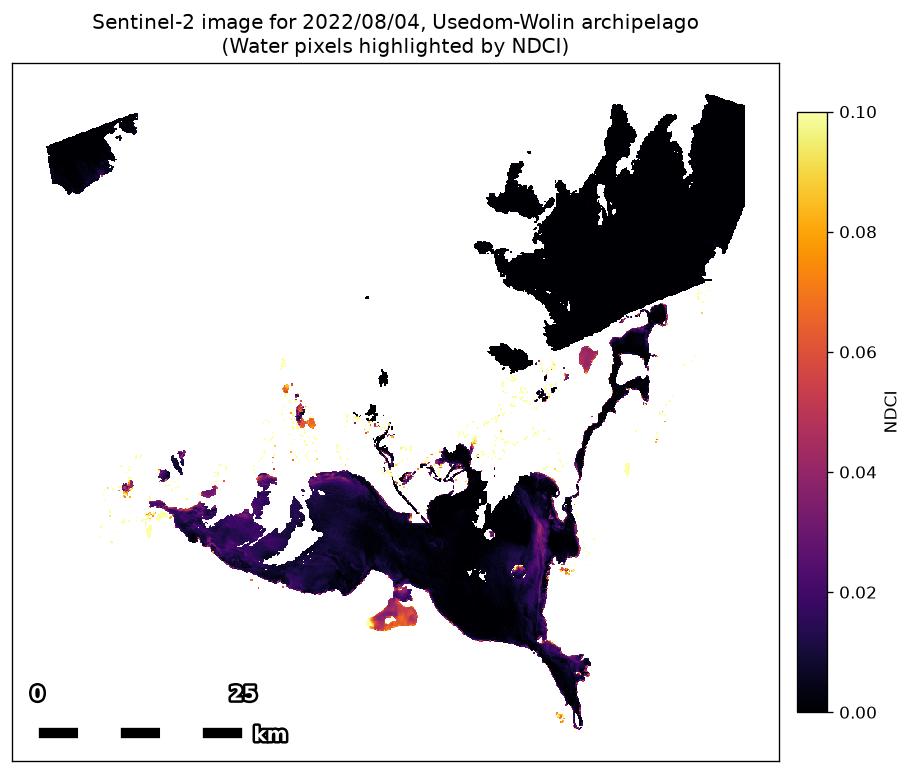 Sentinel-2 image for 2022/08/04, Usedom-Wolin archipelago
(Water pixels highlighted by NDCI)
0.10
0.08
0.06
0.04
0.02
0.00
NDCI
0 25
km